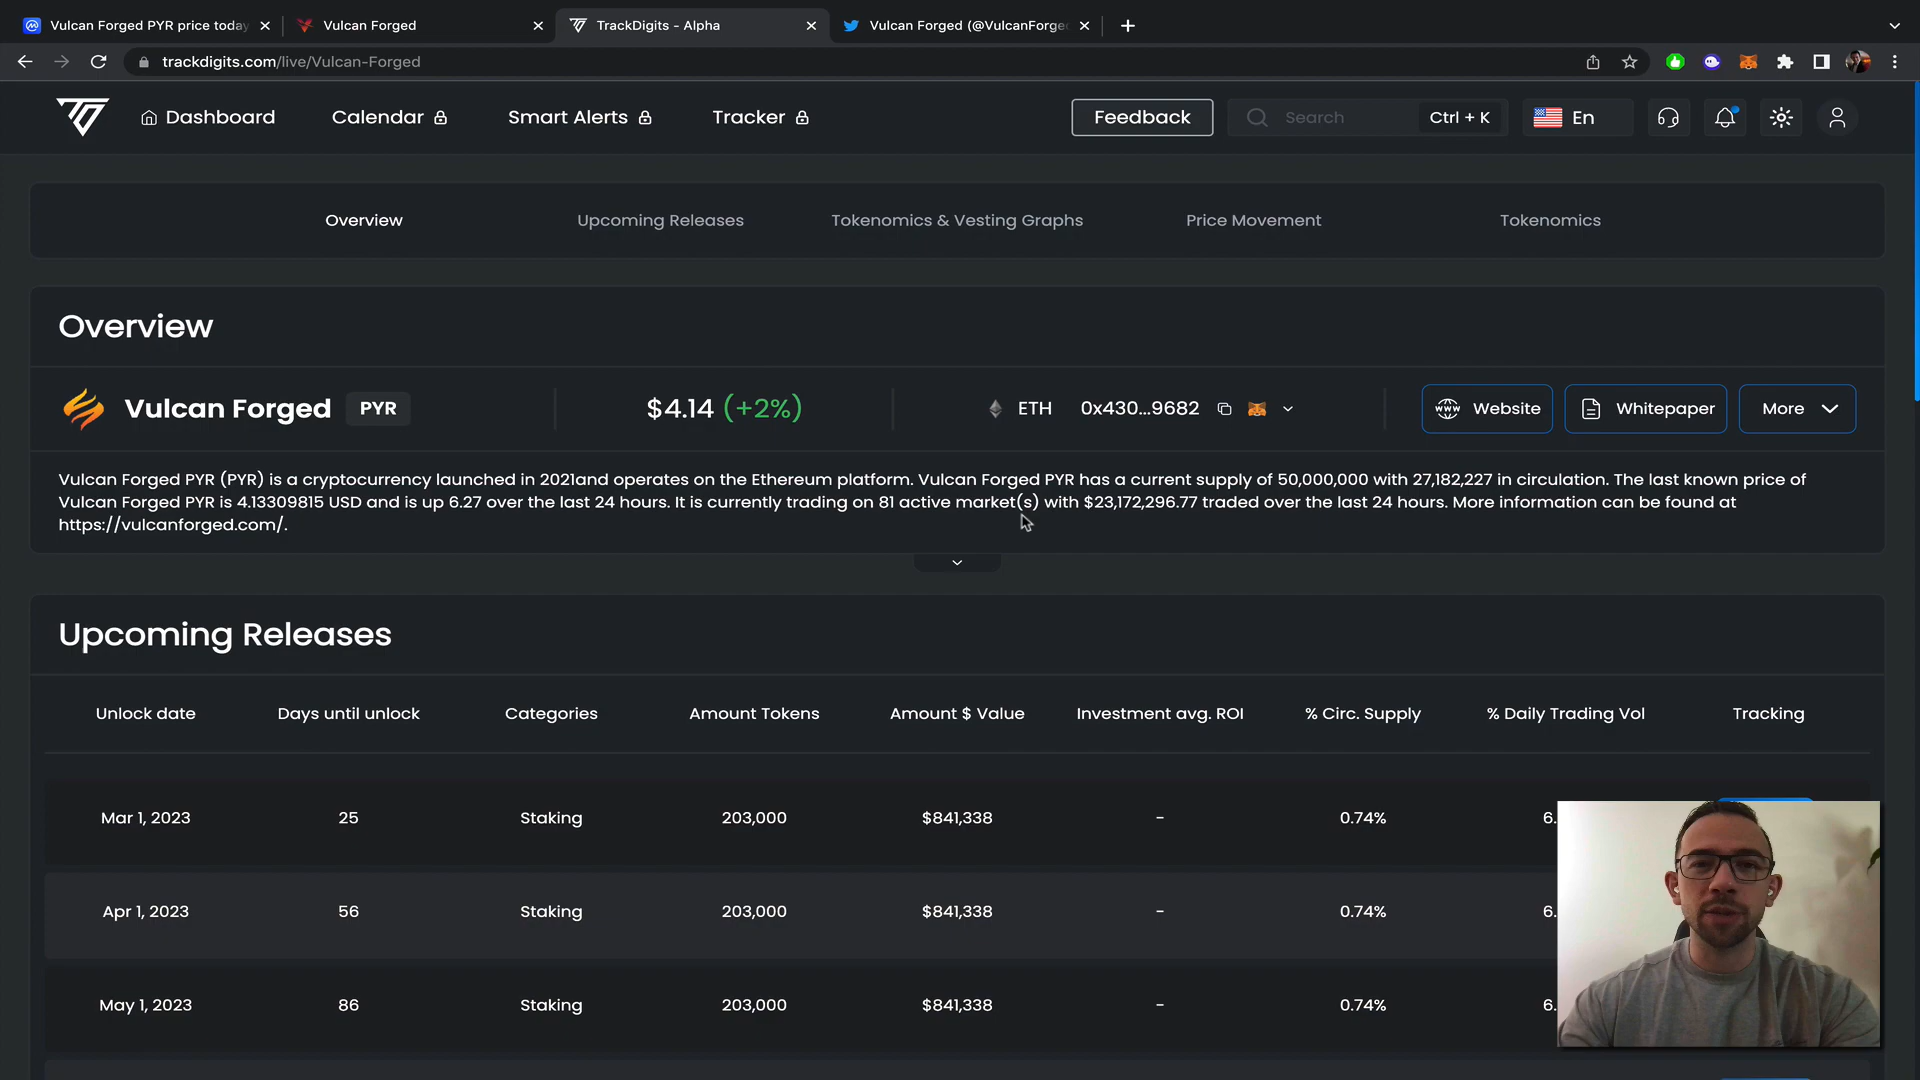 Vulcan Forged PYR price today
Vulcan Forged
TrackDigits - Alpha
Vulcan Forged (@VulcanForge
trackdigits.com/live/Vulcan-Forged
Dashboard
Calendar
Smart Alerts
Tracker
Feedback
Search
Ctrl + K
En
Overview
Upcoming Releases
Tokenomics & Vesting Graphs
Price Movement
Tokenomics
Overview
Vulcan Forged
PYR
$4.14 (+2%)
ETH
0x430...9682
www
Website
Whitepaper
More
Vulcan Forged PYR (PYR) is a cryptocurrency launched in 2021and operates on the Ethereum platform. Vulcan Forged PYR has a current supply of 50,000,000 with 27,182,227 in circulation. The last known price of
Vulcan Forged PYR is 4.13309815 USD and is up 6.27 over the last 24 hours. It is currently trading on 81 active market(s) with $23,172,296.77 traded over the last 24 hours. More information can be found at
https://vulcanforged.com/.
Upcoming Releases
Unlock date
Days until unlock
Categories
Amount Tokens
Amount $ Value
Investment avg. ROI
% Circ. Supply
% Daily Trading Vol
Tracking
Mar 1, 2023
25
Staking
203,000
$841,338
-
0.74%
6.
Apr 1, 2023
56
Staking
203,000
$841,338
-
0.74%
6.
May 1, 2023
86
Staking
203,000
$841,338
-
0.74%
6.